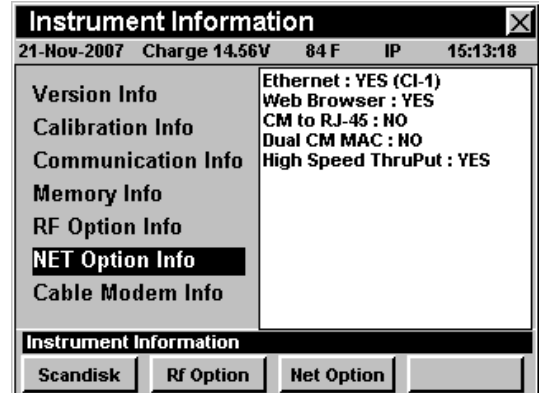 Instrument Information
21-Nov-2007 Charge 14.56V 84 F IP 15:13:18
Version Info
Calibration Info
Communication Info
Memory Info
RF Option Info
NET Option Info
Cable Modem Info
Ethernet : YES (CI-1)
Web Browser : YES
CM to RJ-45 : NO
Dual CM MAC : NO
High Speed ThruPut : YES
Instrument Information
Scandisk Rf Option Net Option